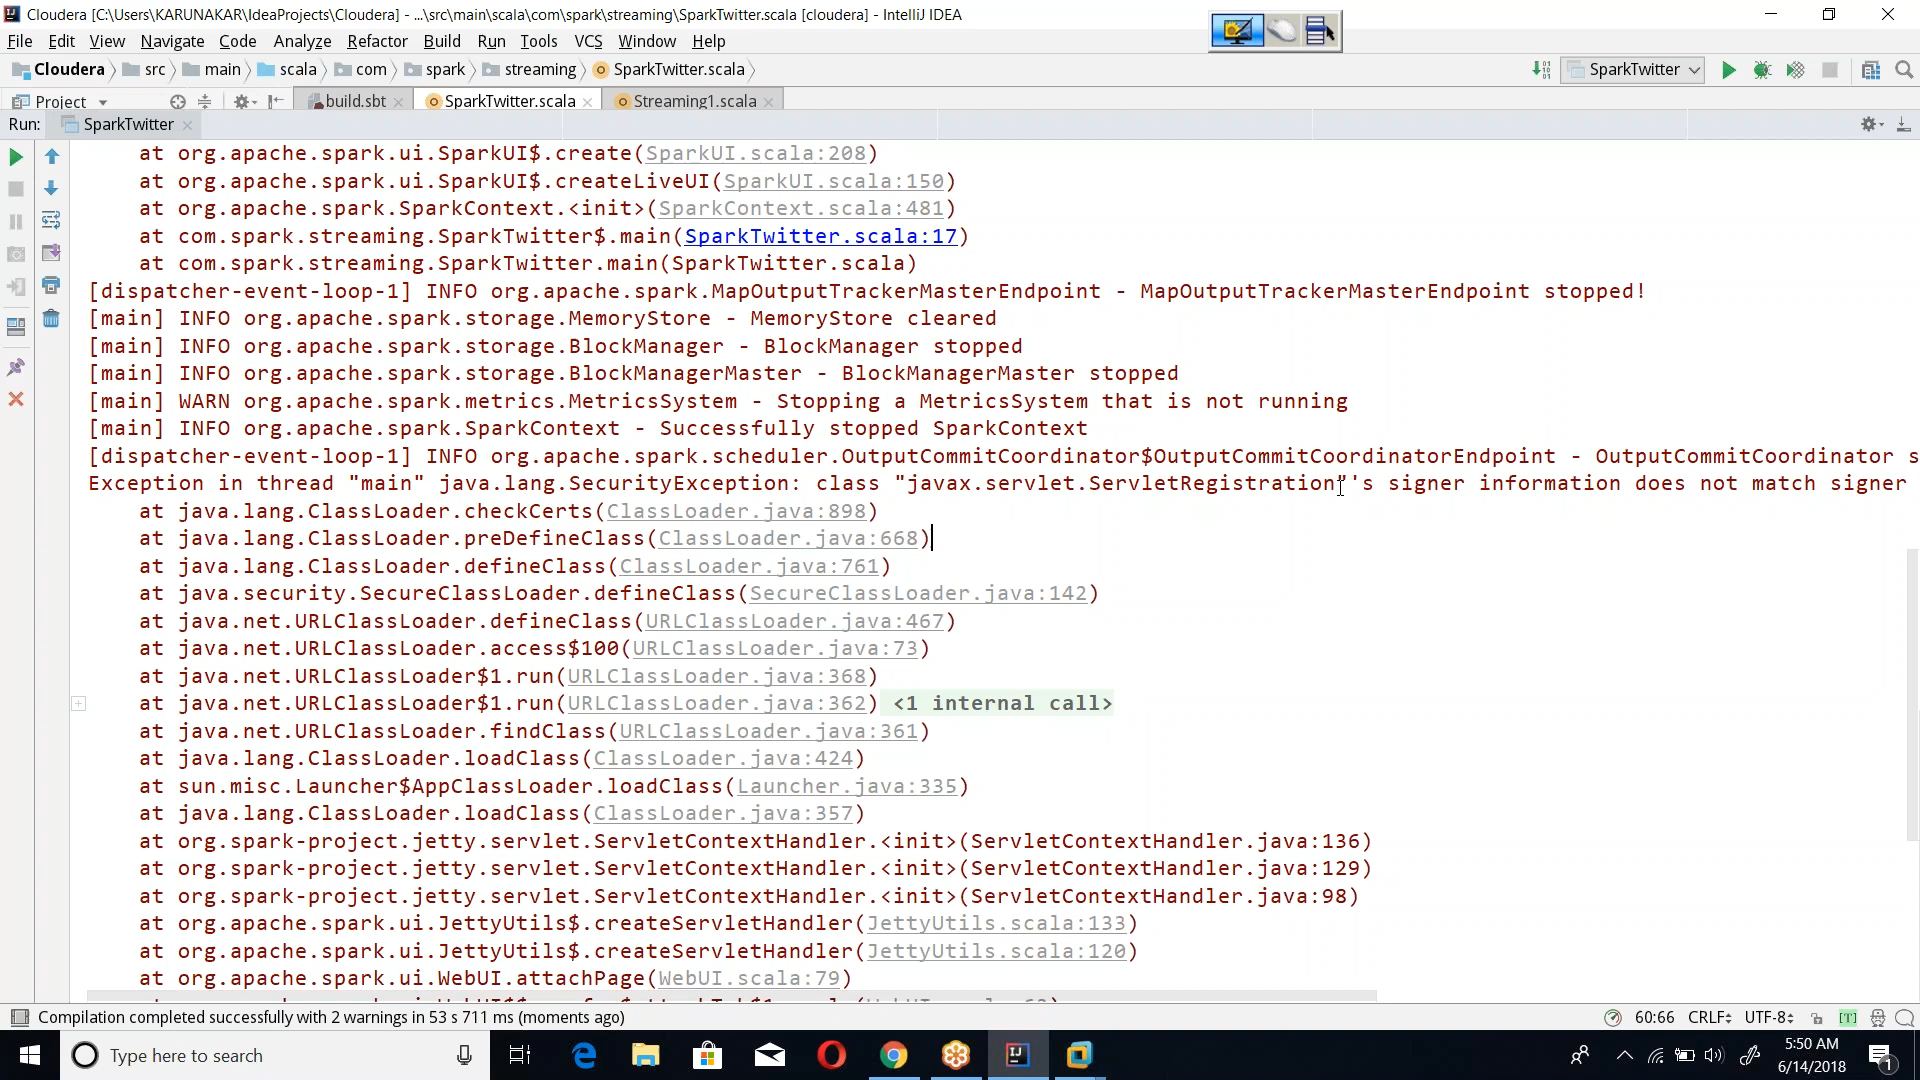 Cloudera [C:\Users\KARUNAKAR\IdeaProjects\Cloudera] - ...\src\main\scala\com\spark\streaming\SparkTwitter.scala [cloudera] - IntelliJ IDEA
File Edit View Navigate Code Analyze Refactor Build Run Tools VCS Window Help
Cloudera src main scala com spark streaming SparkTwitter.scala SparkTwitter
Project build.sbt SparkTwitter.scala Streaming1.scala
Run: SparkTwitter
at org.apache.spark.ui.SparkUI$.create(SparkUI.scala:208)
at org.apache.spark.ui.SparkUI$.createLiveUI(SparkUI.scala:150)
at org.apache.spark.SparkContext.<init>(SparkContext.scala:481)
at com.spark.streaming.SparkTwitter$.main(SparkTwitter.scala:17)
at com.spark.streaming.SparkTwitter.main(SparkTwitter.scala)
[dispatcher-event-loop-1] INFO org.apache.spark.MapOutputTrackerMasterEndpoint - MapOutputTrackerMasterEndpoint stopped!
[main] INFO org.apache.spark.storage.MemoryStore - MemoryStore cleared
[main] INFO org.apache.spark.storage.BlockManager - BlockManager stopped
[main] INFO org.apache.spark.storage.BlockManagerMaster - BlockManagerMaster stopped
[main] WARN org.apache.spark.metrics.MetricsSystem - Stopping a MetricsSystem that is not running
[main] INFO org.apache.spark.SparkContext - Successfully stopped SparkContext
[dispatcher-event-loop-1] INFO org.apache.spark.scheduler.OutputCommitCoordinator$OutputCommitCoordinatorEndpoint - OutputCommitCoordinator s
Exception in thread "main" java.lang.SecurityException: class "javax.servlet.ServletRegistration"'s signer information does not match signer
at java.lang.ClassLoader.checkCerts(ClassLoader.java:898)
at java.lang.ClassLoader.preDefineClass(ClassLoader.java:668)
at java.lang.ClassLoader.defineClass(ClassLoader.java:761)
at java.security.SecureClassLoader.defineClass(SecureClassLoader.java:142)
at java.net.URLClassLoader.defineClass(URLClassLoader.java:467)
at java.net.URLClassLoader.access$100(URLClassLoader.java:73)
at java.net.URLClassLoader$1.run(URLClassLoader.java:368)
at java.net.URLClassLoader$1.run(URLClassLoader.java:362) <1 internal call>
at java.net.URLClassLoader.findClass(URLClassLoader.java:361)
at java.lang.ClassLoader.loadClass(ClassLoader.java:424)
at sun.misc.Launcher$AppClassLoader.loadClass(Launcher.java:335)
at java.lang.ClassLoader.loadClass(ClassLoader.java:357)
at org.spark-project.jetty.servlet.ServletContextHandler.<init>(ServletContextHandler.java:136)
at org.spark-project.jetty.servlet.ServletContextHandler.<init>(ServletContextHandler.java:129)
at org.spark-project.jetty.servlet.ServletContextHandler.<init>(ServletContextHandler.java:98)
at org.apache.spark.ui.JettyUtils$.createServletHandler(JettyUtils.scala:133)
at org.apache.spark.ui.JettyUtils$.createServletHandler(JettyUtils.scala:120)
at org.apache.spark.ui.WebUI.attachPage(WebUI.scala:79)
Compilation completed successfully with 2 warnings in 53 s 711 ms (moments ago) 60:66 CRLF UTF-8 [T]
Type here to search
5:50 AM
6/14/2018
1